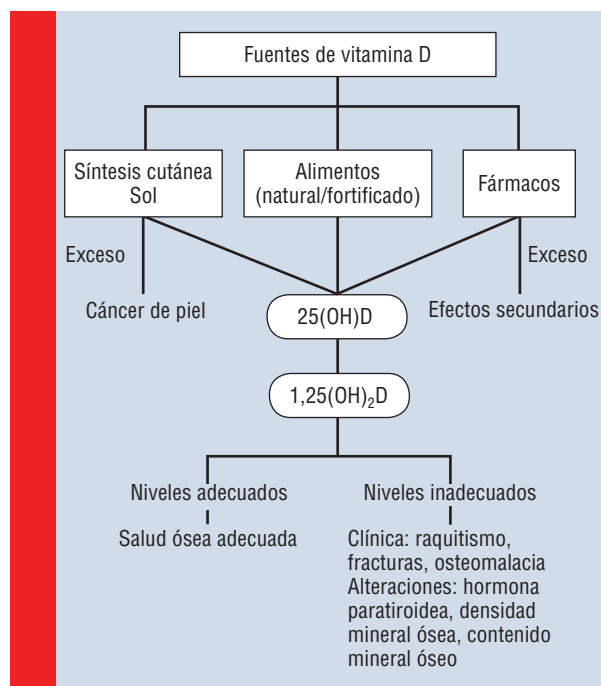 Fuentes de vitamina D
Síntesis cutánea
Sol
Alimentos
(natural/fortificado)
Fármacos
Exceso
Exceso
Cáncer de piel
25(OH)D
Efectos secundarios
1,25(OH)₂D
Niveles adecuados
Niveles inadecuados
Salud ósea adecuada
Clínica: raquitismo,
fracturas, osteomalacia
Alteraciones: hormona
paratiroidea, densidad
mineral ósea, contenido
mineral óseo